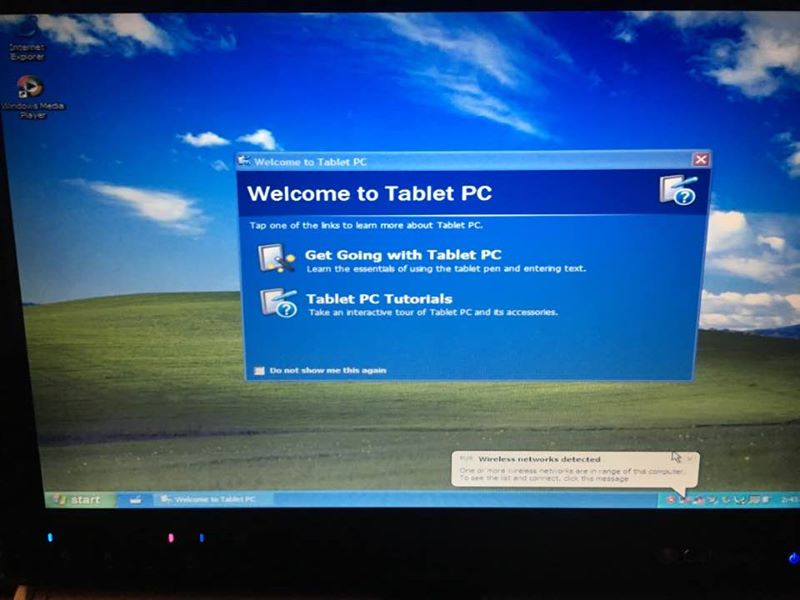 Internet
Explorer
Windows Media
Player
Welcome to Tablet PC
Welcome to Tablet PC
Tap one of the links to learn more about Tablet PC.
Get Going with Tablet PC
Learn the essentials of using the tablet pen and entering text.
Tablet PC Tutorials
Take an interactive tour of Tablet PC and its accessories.
Do not show me this again
Wireless networks detected
One or more wireless networks are in range of this computer.
To see the list and connect, click this message
start
Welcome to Tablet PC